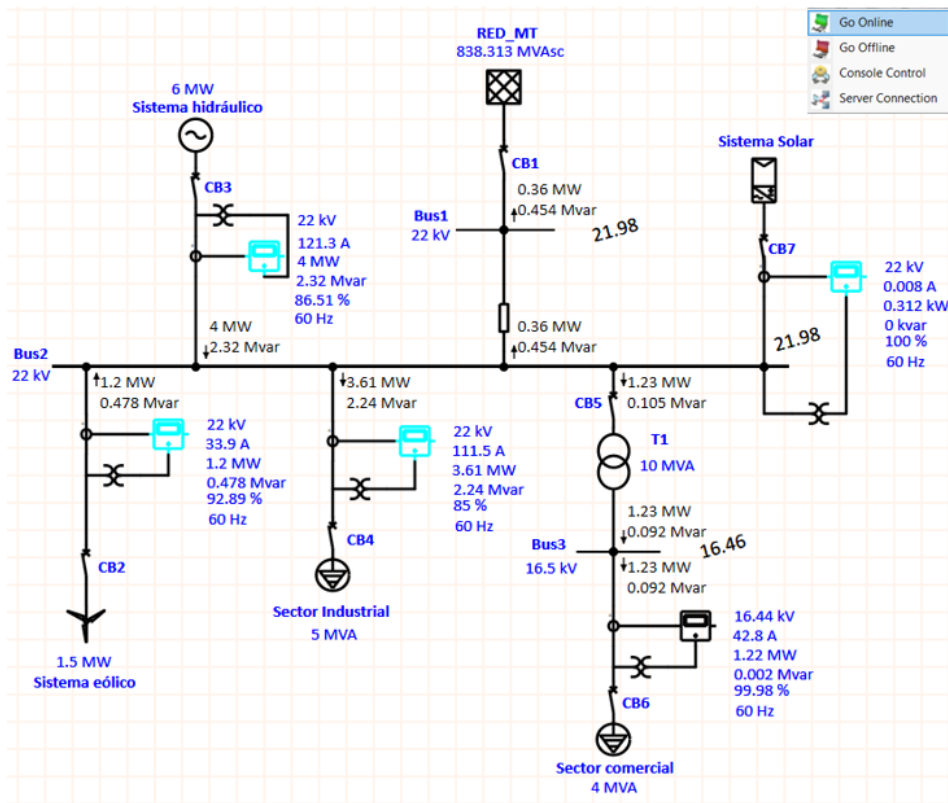 Go Online
Go Offline
Console Control
Server Connection
RED_MT
838.313 MVAsc
6 MW
Sistema hidráulico
CB3
22 kV
121.3 A
4 MW
2.32 Mvar
86.51 %
60 Hz
4 MW
2.32 Mvar
CB1
0.36 MW
0.454 Mvar
Bus1
22 kV
21.98
0.36 MW
0.454 Mvar
Sistema Solar
CB7
22 kV
0.008 A
0.312 kW
0 kvar
100 %
60 Hz
21.98
Bus2
22 kV
1.2 MW
0.478 Mvar
22 kV
33.9 A
1.2 MW
0.478 Mvar
92.89 %
60 Hz
CB2
1.5 MW
Sistema eólico
3.61 MW
2.24 Mvar
22 kV
111.5 A
3.61 MW
2.24 Mvar
85 %
60 Hz
CB4
Sector Industrial
5 MVA
1.23 MW
0.105 Mvar
CB5
T1
10 MVA
1.23 MW
0.092 Mvar
Bus3
16.5 kV
16.46
1.23 MW
0.092 Mvar
16.44 kV
42.8 A
1.22 MW
0.002 Mvar
99.98 %
60 Hz
CB6
Sector comercial
4 MVA